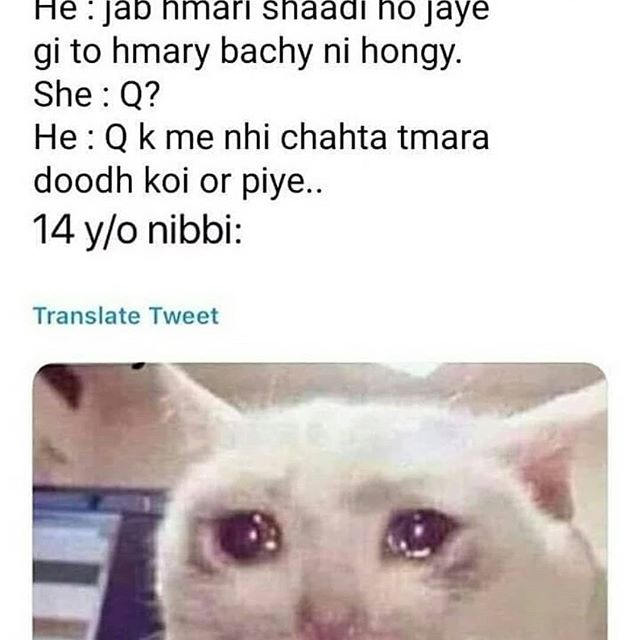 He : jab hmari shaadi ho jaye
gi to hmary bachy ni hongy.
She : Q?
He : Q k me nhi chahta tmara
doodh koi or piye..
14 y/o nibbi:
Translate Tweet